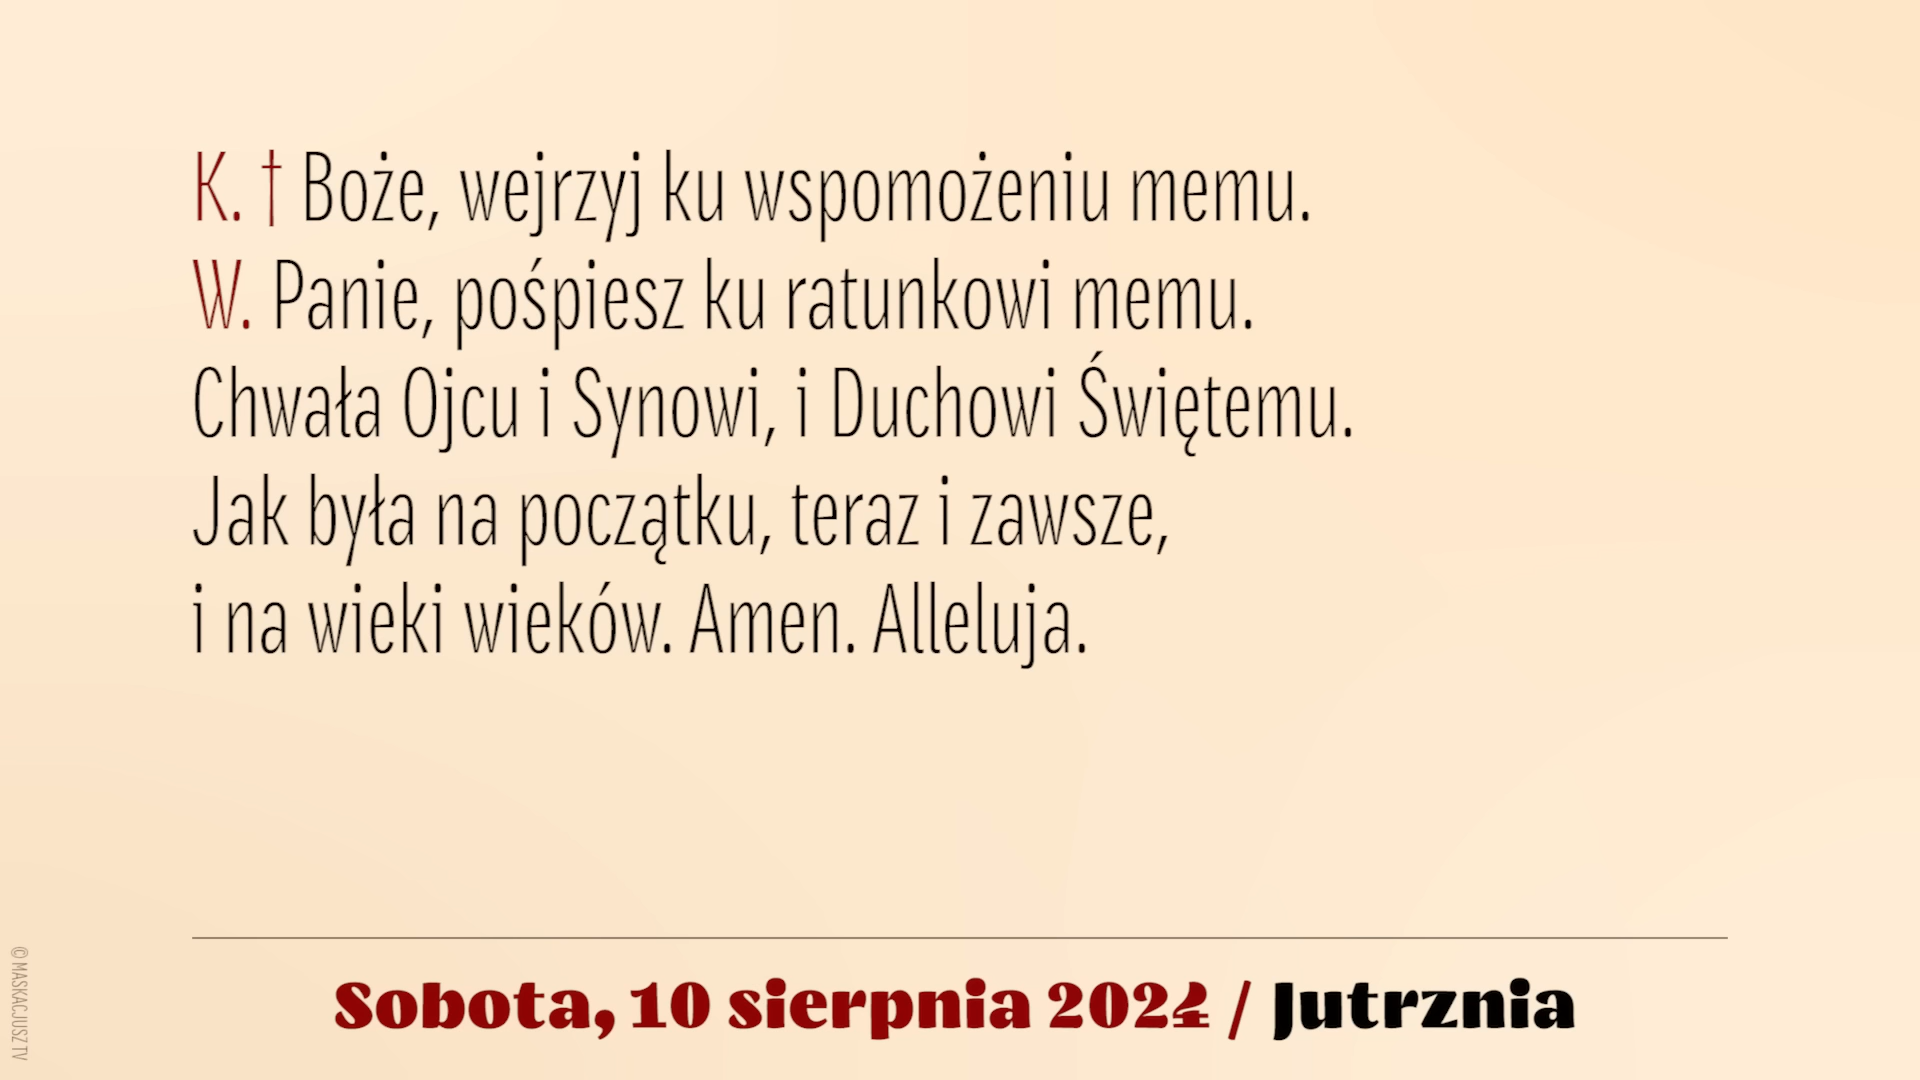 K. † Boże, wejrzyj ku wspomożeniu memu.
W. Panie, pośpiesz ku ratunkowi memu.
Chwała Ojcu i Synowi, i Duchowi Świętemu.
Jak była na początku, teraz i zawsze,
i na wieki wieków. Amen. Alleluja.
Sobota, 10 sierpnia 2024 / Jutrznia
© MASKACJUSZ TV